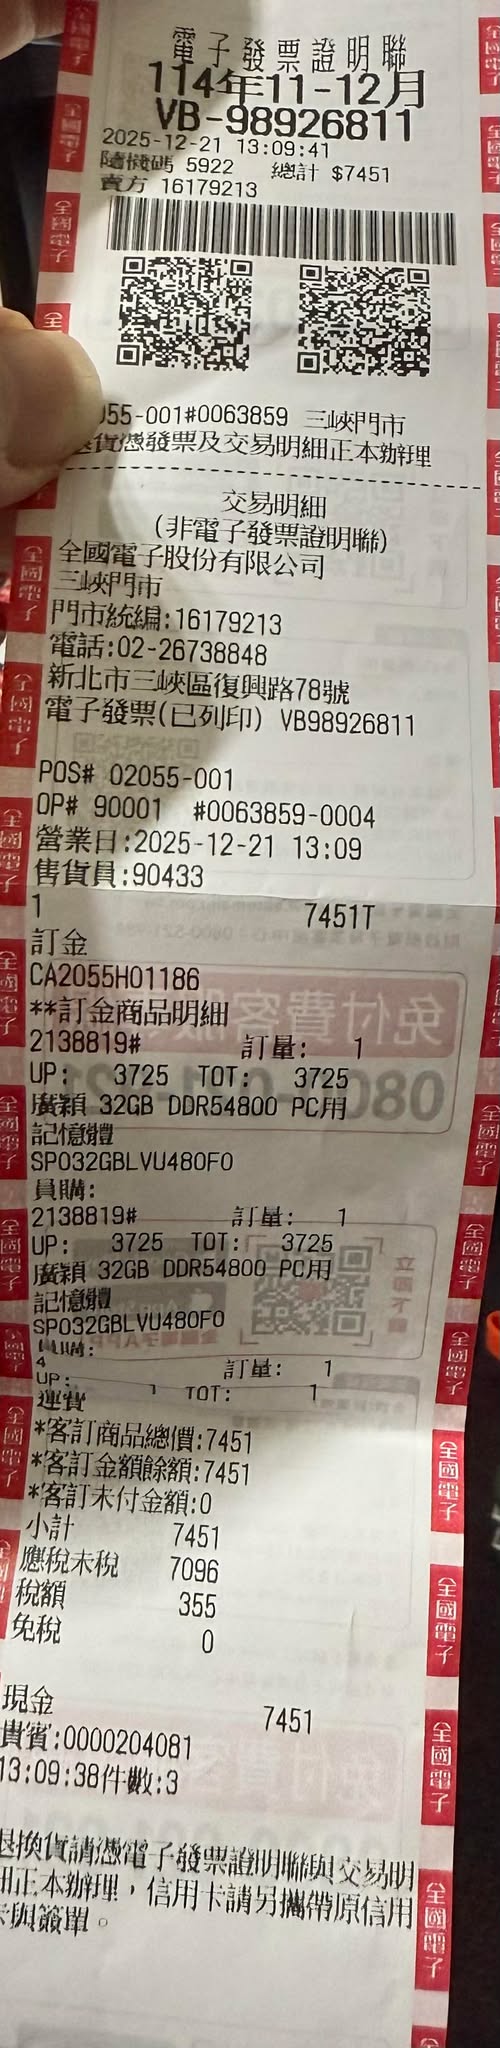 電子發票證明聯
114年11-12月
VB-98926811
2025-12-21 13:09:41
隨機碼 5922 總計 $7451
賣方 16179213
055-001#0063859 三峽門市
退貨憑發票及交易明細正本辦理
交易明細
(非電子發票證明聯)
全國電子股份有限公司
三峽門市
門市統編:16179213
電話:02-26738848
新北市三峽區復興路78號
電子發票(已列印) VB98926811
POS# 02055-001
OP# 90001 #0063859-0004
營業日:2025-12-21 13:09
售貨員:90433
1 7451T
訂金
CA2055H01186
**訂金商品明細
2138819# 訂量: 1
UP: 3725 TOT: 3725
廣穎 32GB DDR54800 PC用
記憶體
SP032GBLVU480F0
員購:
2138819# 訂量: 1
UP: 3725 TOT: 3725
廣穎 32GB DDR54800 PC用
記憶體
SP032GBLVU480F0
員購:
4 訂量: 1
UP: 1 TOT: 1
運費
*客訂商品總價:7451
*客訂金額餘額:7451
*客訂未付金額:0
小計 7451
應稅未稅 7096
稅額 355
免稅 0
現金 7451
貴賓:0000204081
13:09:38件數:3
退換貨請憑電子發票證明聯與交易明
細正本辦理，信用卡請另攜帶原信用
卡與簽單。
全國電子